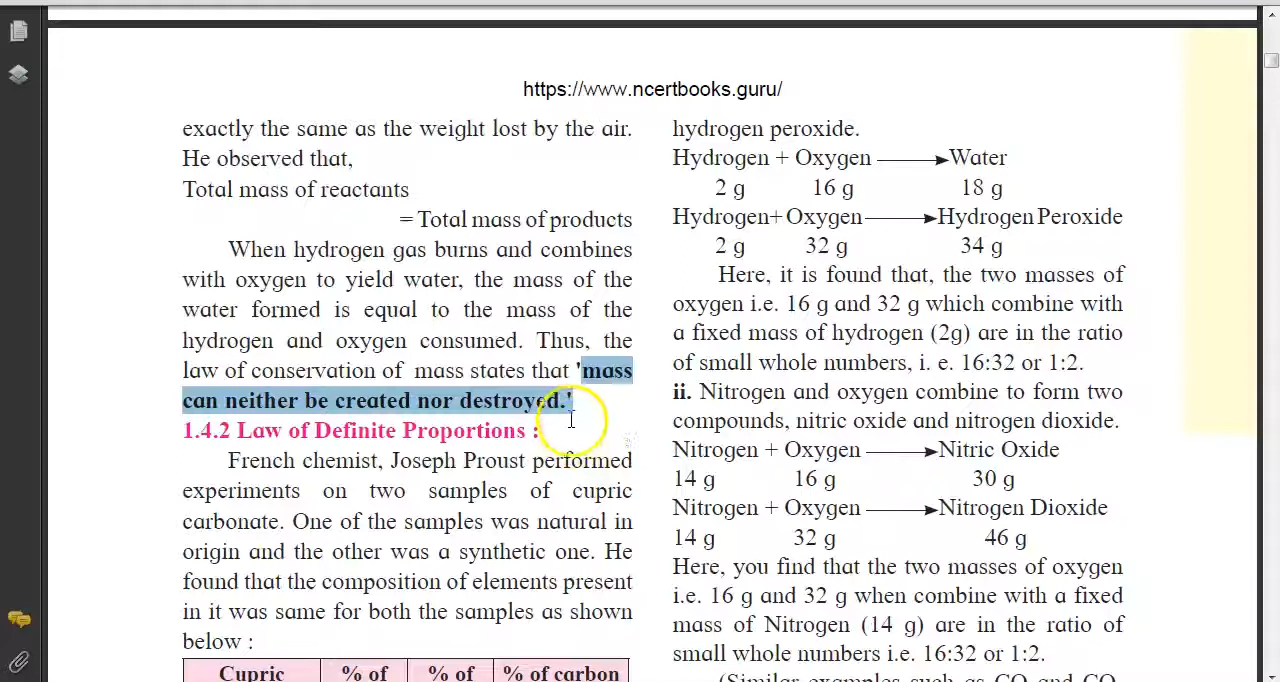 https://www.ncertbooks.guru/
exactly the same as the weight lost by the air.
He observed that,
Total mass of reactants
= Total mass of products
When hydrogen gas burns and combines
with oxygen to yield water, the mass of the
water formed is equal to the mass of the
hydrogen and oxygen consumed. Thus, the
law of conservation of mass states that 'mass
can neither be created nor destroyed.'
1.4.2 Law of Definite Proportions :
French chemist, Joseph Proust performed
experiments on two samples of cupric
carbonate. One of the samples was natural in
origin and the other was a synthetic one. He
found that the composition of elements present
in it was same for both the samples as shown
below :
Cupric % of % of % of carbon
hydrogen peroxide.
Hydrogen + Oxygen ⟶ Water
2 g 16 g 18 g
Hydrogen+ Oxygen ⟶ Hydrogen Peroxide
2 g 32 g 34 g
Here, it is found that, the two masses of
oxygen i.e. 16 g and 32 g which combine with
a fixed mass of hydrogen (2g) are in the ratio
of small whole numbers, i. e. 16:32 or 1:2.
ii. Nitrogen and oxygen combine to form two
compounds, nitric oxide and nitrogen dioxide.
Nitrogen + Oxygen ⟶ Nitric Oxide
14 g 16 g 30 g
Nitrogen + Oxygen ⟶ Nitrogen Dioxide
14 g 32 g 46 g
Here, you find that the two masses of oxygen
i.e. 16 g and 32 g when combine with a fixed
mass of Nitrogen (14 g) are in the ratio of
small whole numbers i.e. 16:32 or 1:2.
(Similar examples such as CO and CO